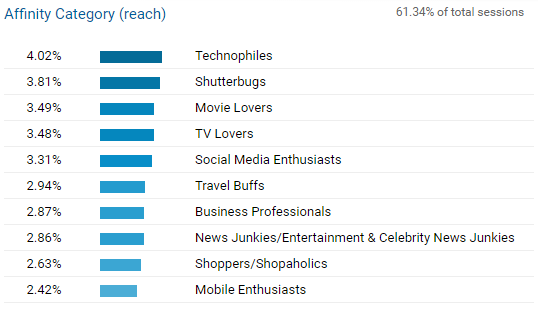 Affinity Category (reach) 61.34% of total sessions
4.02% Technophiles
3.81% Shutterbugs
3.49% Movie Lovers
3.48% TV Lovers
3.31% Social Media Enthusiasts
2.94% Travel Buffs
2.87% Business Professionals
2.86% News Junkies/Entertainment & Celebrity News Junkies
2.63% Shoppers/Shopaholics
2.42% Mobile Enthusiasts